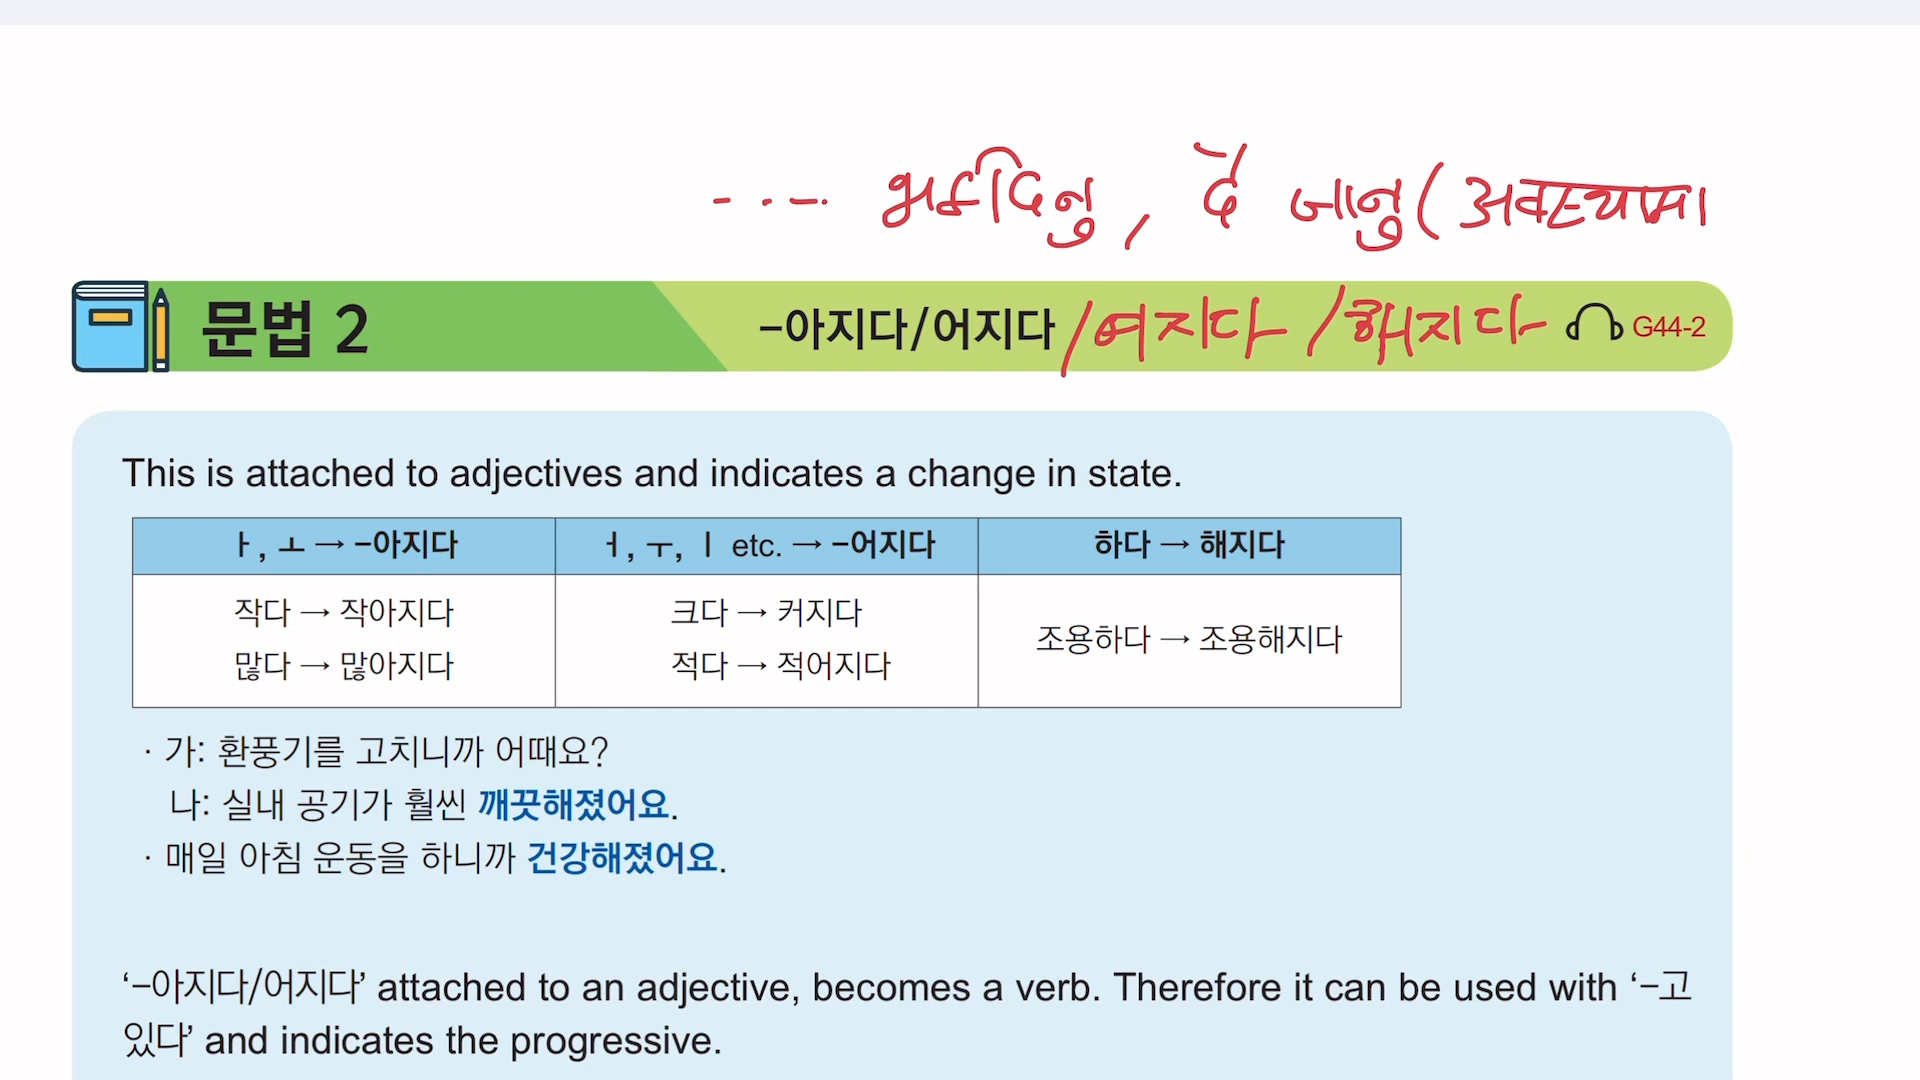 .... भइदिनु, दै जानु (अवस्थामा
문법 2 –아지다/어지다 /여지다 /해지다 G44-2
This is attached to adjectives and indicates a change in state.
ㅏ, ㅗ → –아지다 ㅓ, ㅜ, ㅣ etc. → –어지다 하다 → 해지다
작다 → 작아지다 크다 → 커지다
조용하다 → 조용해지다
많다 → 많아지다 적다 → 적어지다
· 가: 환풍기를 고치니까 어때요?
나: 실내 공기가 훨씬 깨끗해졌어요.
· 매일 아침 운동을 하니까 건강해졌어요.
‘–아지다/어지다’ attached to an adjective, becomes a verb. Therefore it can be used with ‘–고
있다’ and indicates the progressive.